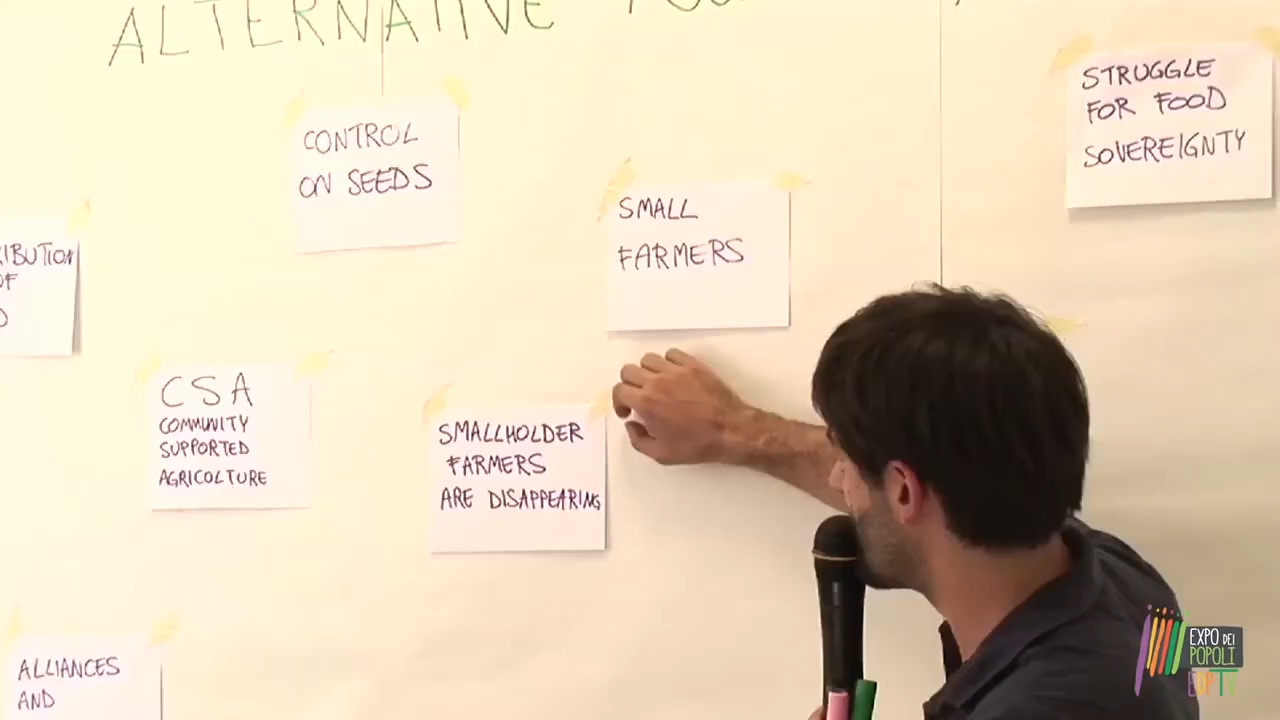 ALTERNATIVE
CONTROL
ON SEEDS
STRUGGLE
FOR FOOD
SOVEREIGNTY
SMALL
FARMERS
CSA
COMMUNITY
SUPPORTED
AGRICOLTURE
SMALLHOLDER
FARMERS
ARE DISAPPEARING
ALLIANCES
AND
EXPO DEI
POPOLI